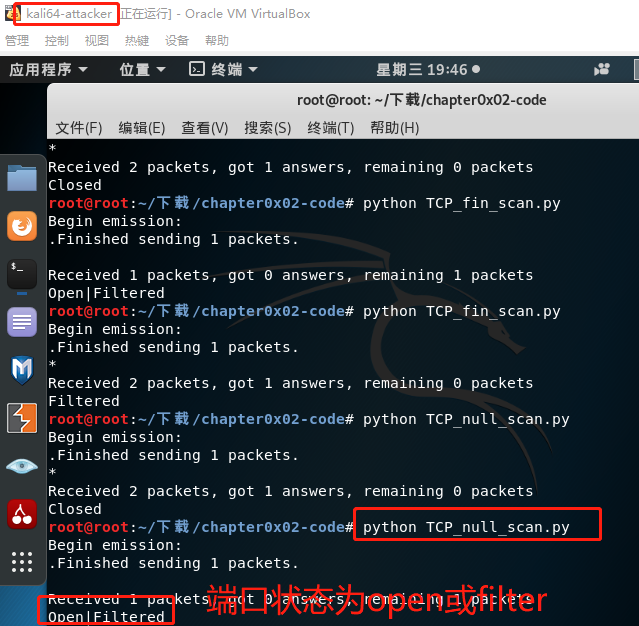 kali64-attacker [正在运行] - Oracle VM VirtualBox
管理 控制 视图 热键 设备 帮助
应用程序 位置 终端 星期三 19:46
root@root: ~/下载/chapter0x02-code
文件(F) 编辑(E) 查看(V) 搜索(S) 终端(T) 帮助(H)
*
Received 2 packets, got 1 answers, remaining 0 packets
Closed
root@root:~/下载/chapter0x02-code# python TCP_fin_scan.py
Begin emission:
.Finished sending 1 packets.
Received 1 packets, got 0 answers, remaining 1 packets
Open|Filtered
root@root:~/下载/chapter0x02-code# python TCP_fin_scan.py
Begin emission:
.Finished sending 1 packets.
*
Received 2 packets, got 1 answers, remaining 0 packets
Filtered
root@root:~/下载/chapter0x02-code# python TCP_null_scan.py
Begin emission:
.Finished sending 1 packets.
*
Received 2 packets, got 1 answers, remaining 0 packets
Closed
root@root:~/下载/chapter0x02-code# python TCP_null_scan.py
Begin emission:
.Finished sending 1 packets.
Received 1 packets, got 0 answers, remaining 1 packets
端口状态为open或filter
Open|Filtered